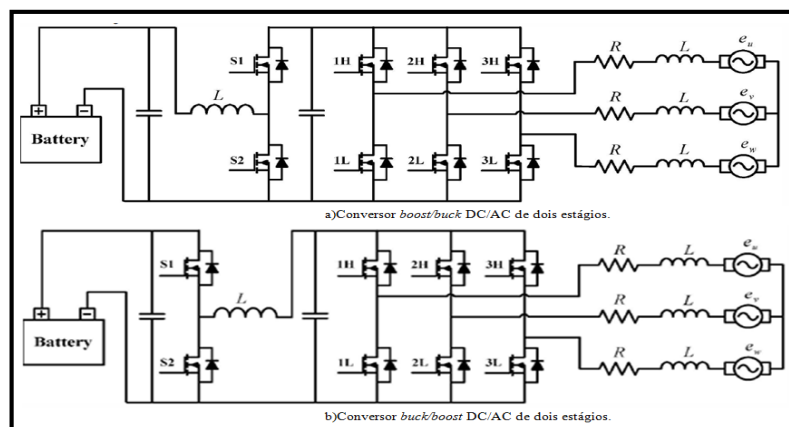 S1 1H 2H 3H R L e_u
+ − L R L e_v
Battery
S2 1L 2L 3L R L e_w
a)Conversor boost/buck DC/AC de dois estágios.
S1 1H 2H 3H R L e_u
+ − L R L e_v
Battery
S2 1L 2L 3L R L e_w
b)Conversor buck/boost DC/AC de dois estágios.